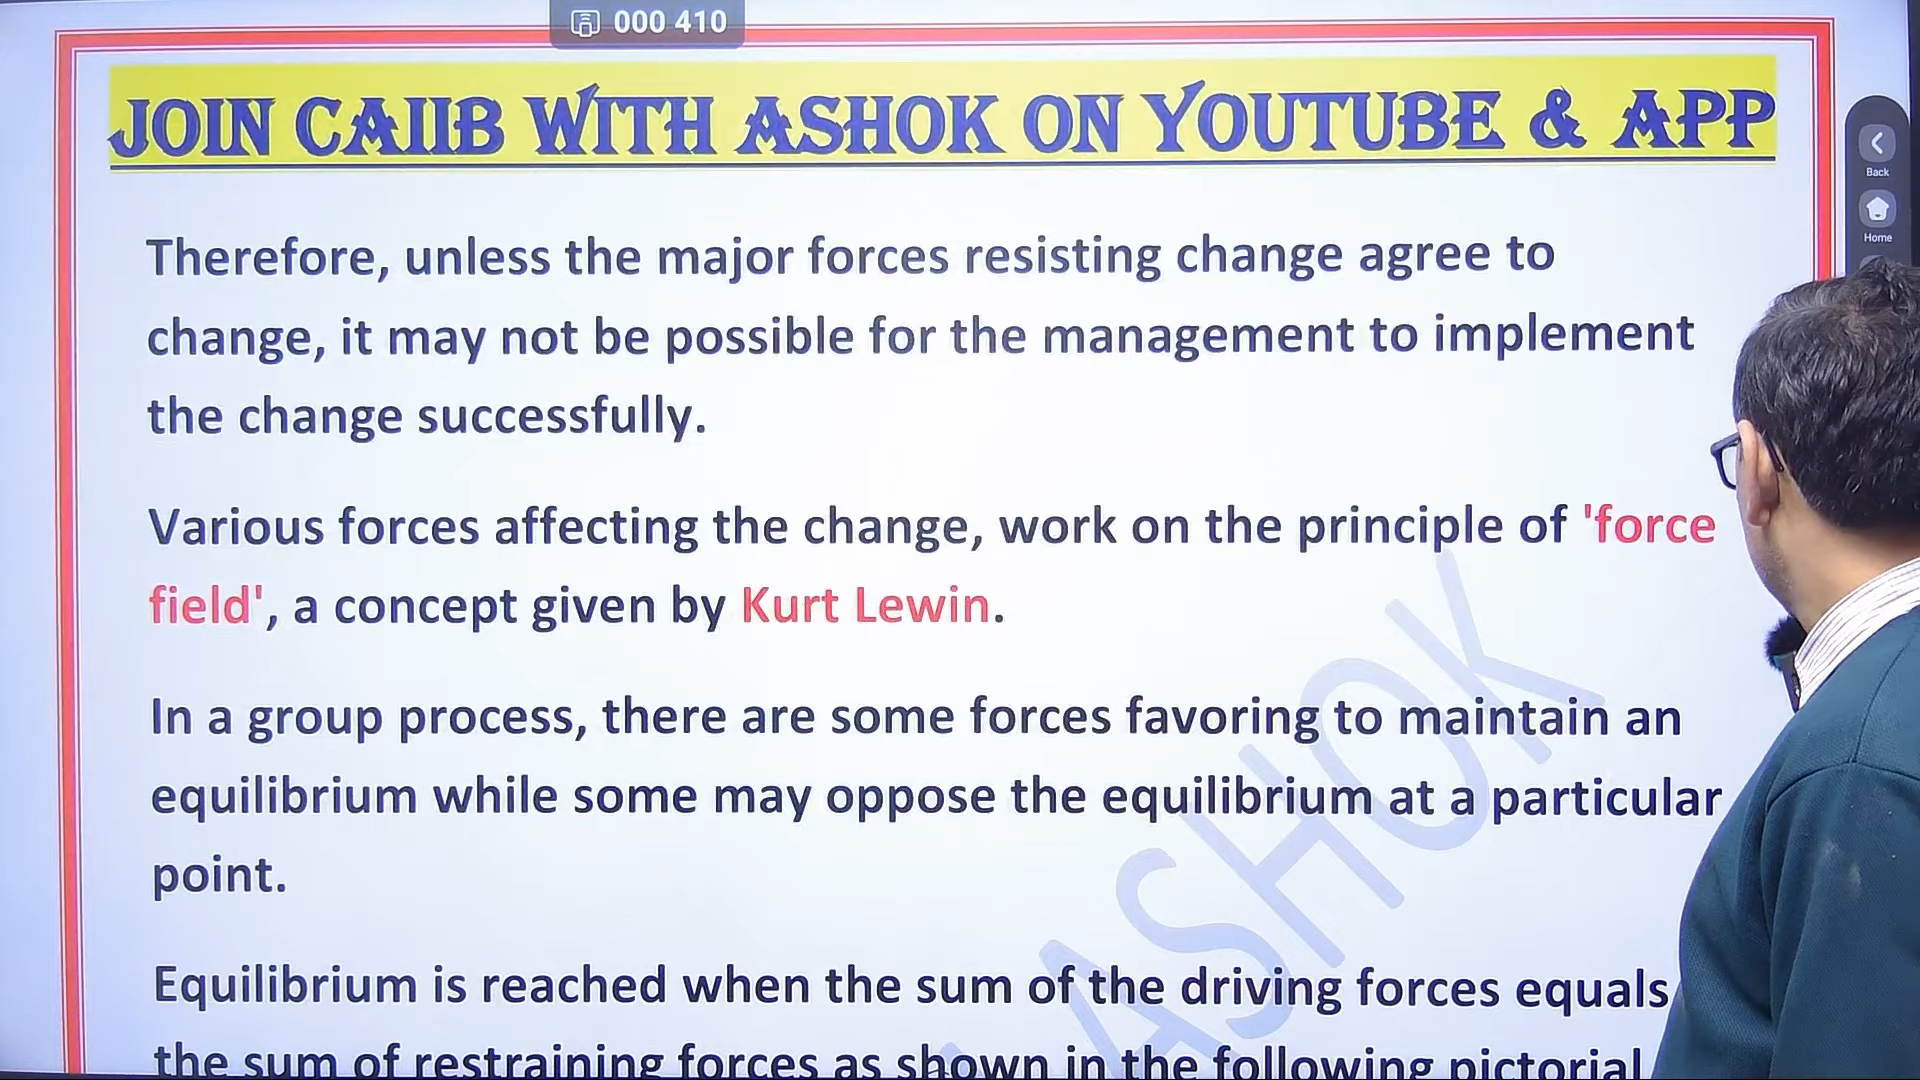 000 410
JOIN CAIIB WITH ASHOK ON YOUTUBE & APP
Back
Home
Therefore, unless the major forces resisting change agree to
change, it may not be possible for the management to implement
the change successfully.
Various forces affecting the change, work on the principle of 'force
field', a concept given by Kurt Lewin.
In a group process, there are some forces favoring to maintain an
equilibrium while some may oppose the equilibrium at a particular
point.
Equilibrium is reached when the sum of the driving forces equals
the sum of restraining forces as shown in the following pictorial
ASHOK